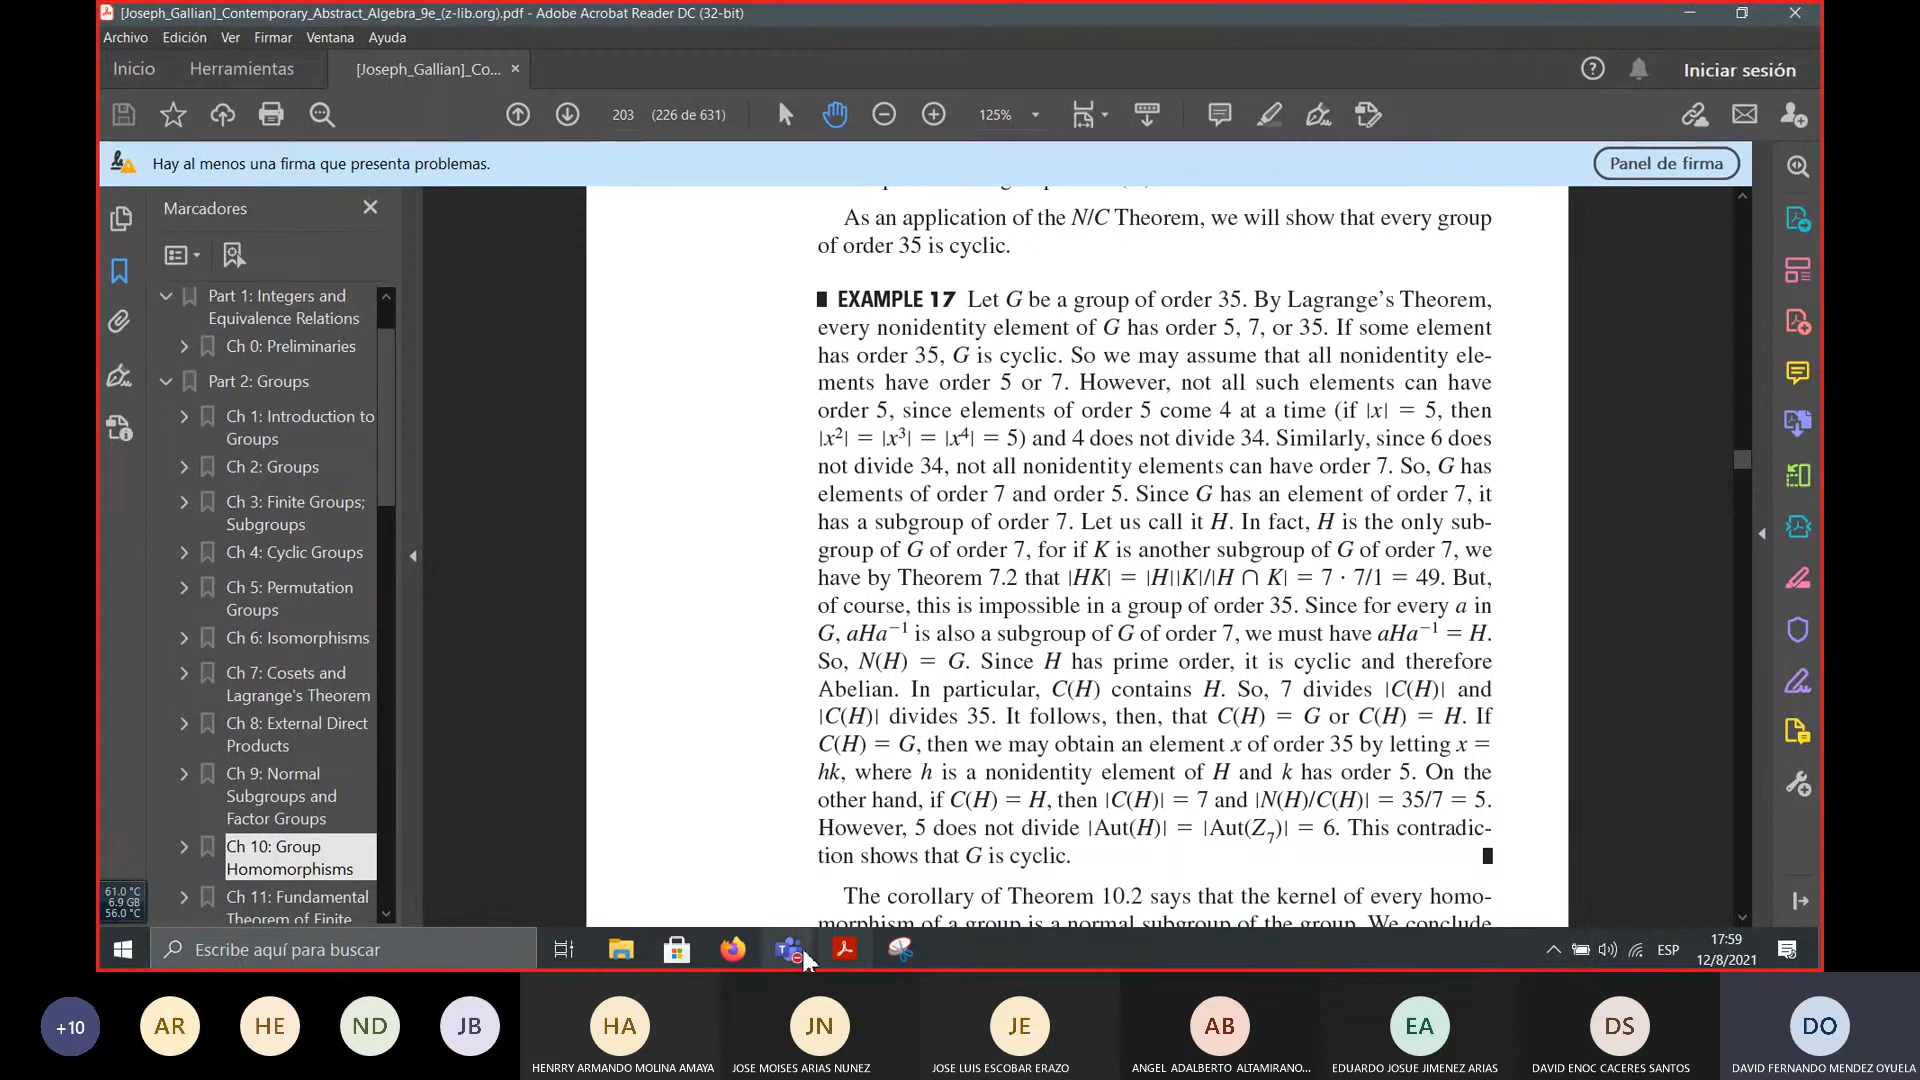 [Joseph_Gallian]_Contemporary_Abstract_Algebra_9e_(z-lib.org).pdf - Adobe Acrobat Reader DC (32-bit)
Archivo Edición Ver Firmar Ventana Ayuda
Inicio Herramientas [Joseph_Gallian]_Co... × Iniciar sesión
203 (226 de 631) 125%
Hay al menos una firma que presenta problemas. Panel de firma
Marcadores
Part 1: Integers and
Equivalence Relations
Ch 0: Preliminaries
Part 2: Groups
Ch 1: Introduction to
Groups
Ch 2: Groups
Ch 3: Finite Groups;
Subgroups
Ch 4: Cyclic Groups
Ch 5: Permutation
Groups
Ch 6: Isomorphisms
Ch 7: Cosets and
Lagrange's Theorem
Ch 8: External Direct
Products
Ch 9: Normal
Subgroups and
Factor Groups
Ch 10: Group
Homomorphisms
Ch 11: Fundamental
Theorem of Finite
As an application of the N/C Theorem, we will show that every group
of order 35 is cyclic.
EXAMPLE 17 Let G be a group of order 35. By Lagrange’s Theorem,
every nonidentity element of G has order 5, 7, or 35. If some element
has order 35, G is cyclic. So we may assume that all nonidentity ele-
ments have order 5 or 7. However, not all such elements can have
order 5, since elements of order 5 come 4 at a time (if |x| = 5, then
|x²| = |x³| = |x⁴| = 5) and 4 does not divide 34. Similarly, since 6 does
not divide 34, not all nonidentity elements can have order 7. So, G has
elements of order 7 and order 5. Since G has an element of order 7, it
has a subgroup of order 7. Let us call it H. In fact, H is the only sub-
group of G of order 7, for if K is another subgroup of G of order 7, we
have by Theorem 7.2 that |HK| = |H||K|/|H ∩ K| = 7 · 7/1 = 49. But,
of course, this is impossible in a group of order 35. Since for every a in
G, aHa⁻¹ is also a subgroup of G of order 7, we must have aHa⁻¹ = H.
So, N(H) = G. Since H has prime order, it is cyclic and therefore
Abelian. In particular, C(H) contains H. So, 7 divides |C(H)| and
|C(H)| divides 35. It follows, then, that C(H) = G or C(H) = H. If
C(H) = G, then we may obtain an element x of order 35 by letting x =
hk, where h is a nonidentity element of H and k has order 5. On the
other hand, if C(H) = H, then |C(H)| = 7 and |N(H)/C(H)| = 35/7 = 5.
However, 5 does not divide |Aut(H)| = |Aut(Z₇)| = 6. This contradic-
tion shows that G is cyclic.
The corollary of Theorem 10.2 says that the kernel of every homo-
morphism of a group is a normal subgroup of the group. We conclude
61.0 °C
6.9 GB
56.0 °C
Escribe aquí para buscar
ESP
17:59
12/8/2021
+10 AR HE ND JB HA JN JE AB EA DS DO
HENRRY ARMANDO MOLINA AMAYA JOSE MOISES ARIAS NUNEZ JOSE LUIS ESCOBAR ERAZO ANGEL ADALBERTO ALTAMIRANO... EDUARDO JOSUE JIMENEZ ARIAS DAVID ENOC CACERES SANTOS DAVID FERNANDO MENDEZ OYUELA